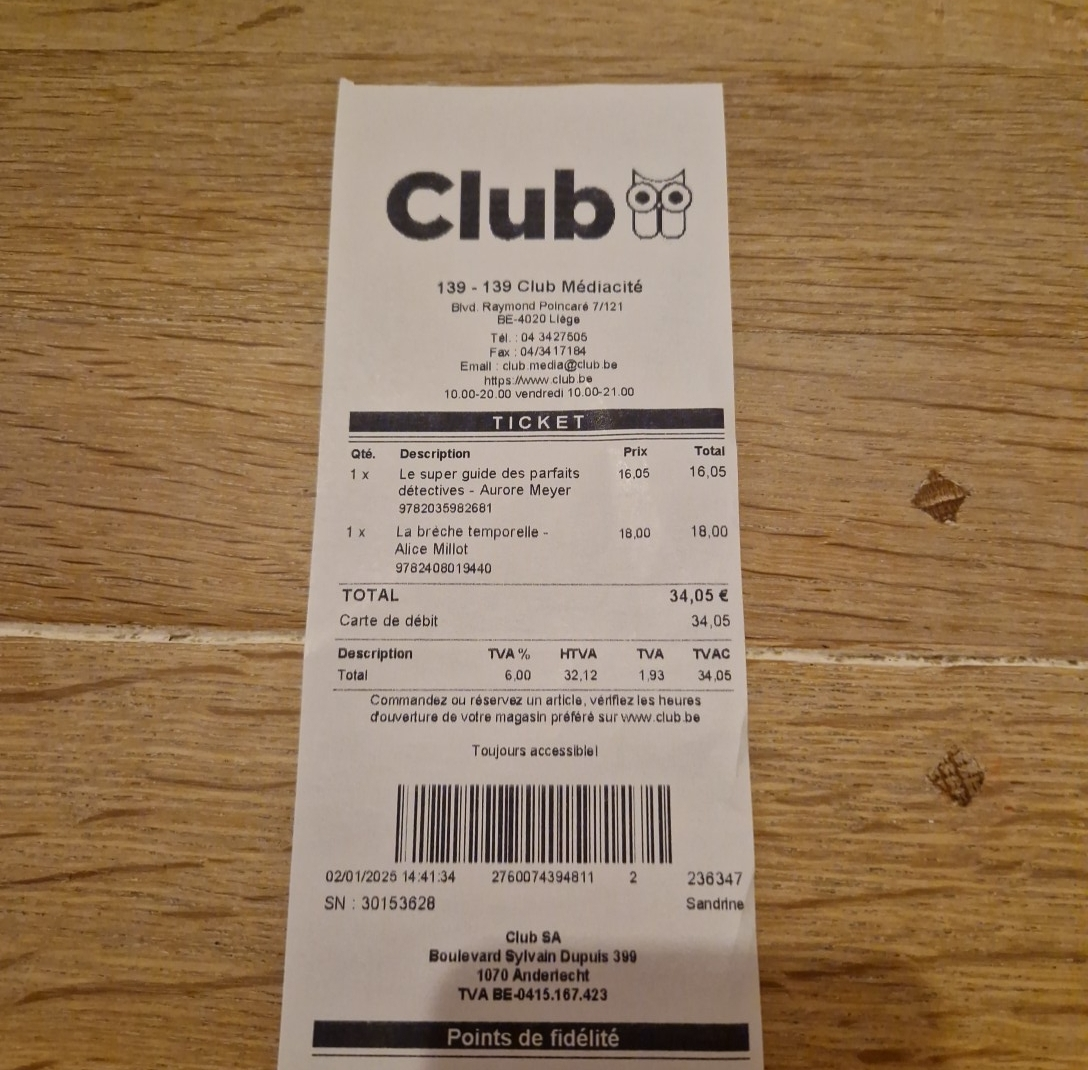 Club
139 - 139 Club Médiacité
Blvd. Raymond Poincaré 7/121
BE-4020 Liège
Tél. : 04 3427605
Fax : 04/3417184
Email : club.media@club.be
https://www.club.be
10.00-20.00 vendredi 10.00-21.00
TICKET
Qté. Description Prix Total
1 x Le super guide des parfaits 16,05 16,05
détectives - Aurore Meyer
9782035982681
1 x La brèche temporelle - 18,00 18,00
Alice Millot
9782408019440
TOTAL 34,05 €
Carte de débit 34,05
Description TVA % HTVA TVA TVAC
Total 6,00 32,12 1,93 34,05
Commandez ou réservez un article, vérifiez les heures
d'ouverture de votre magasin préféré sur www.club.be
Toujours accessible!
14:41:34 2760074394811 2 236347
SN : 30153628 Sandrine
Club SA
Boulevard Sylvain Dupuis 399
1070 Anderlecht
TVA BE-0415.167.423
Points de fidélité